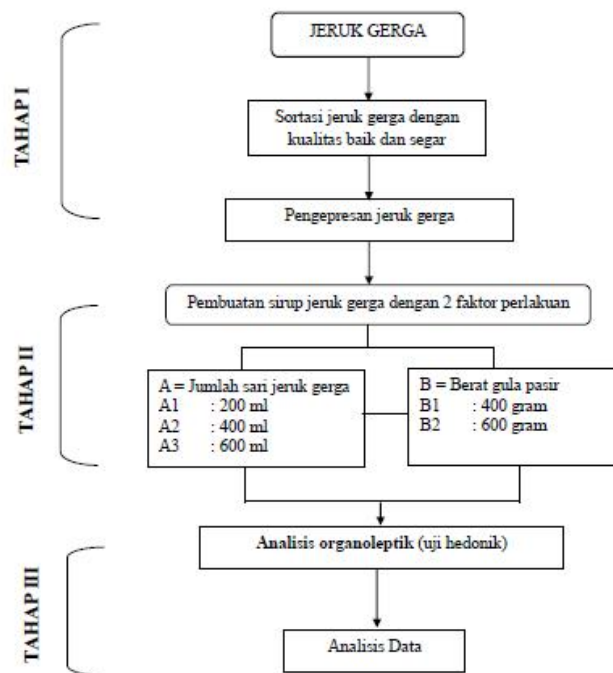 TAHAP I
JERUK GERGA
Sortasi jeruk gerga dengan
kualitas baik dan segar
Pengepresan jeruk gerga
TAHAP II
Pembuatan sirup jeruk gerga dengan 2 faktor perlakuan
A = Jumlah sari jeruk gerga
A1 : 200 ml
A2 : 400 ml
A3 : 600 ml
B = Berat gula pasir
B1 : 400 gram
B2 : 600 gram
TAHAP III
Analisis organoleptik (uji hedonik)
Analisis Data